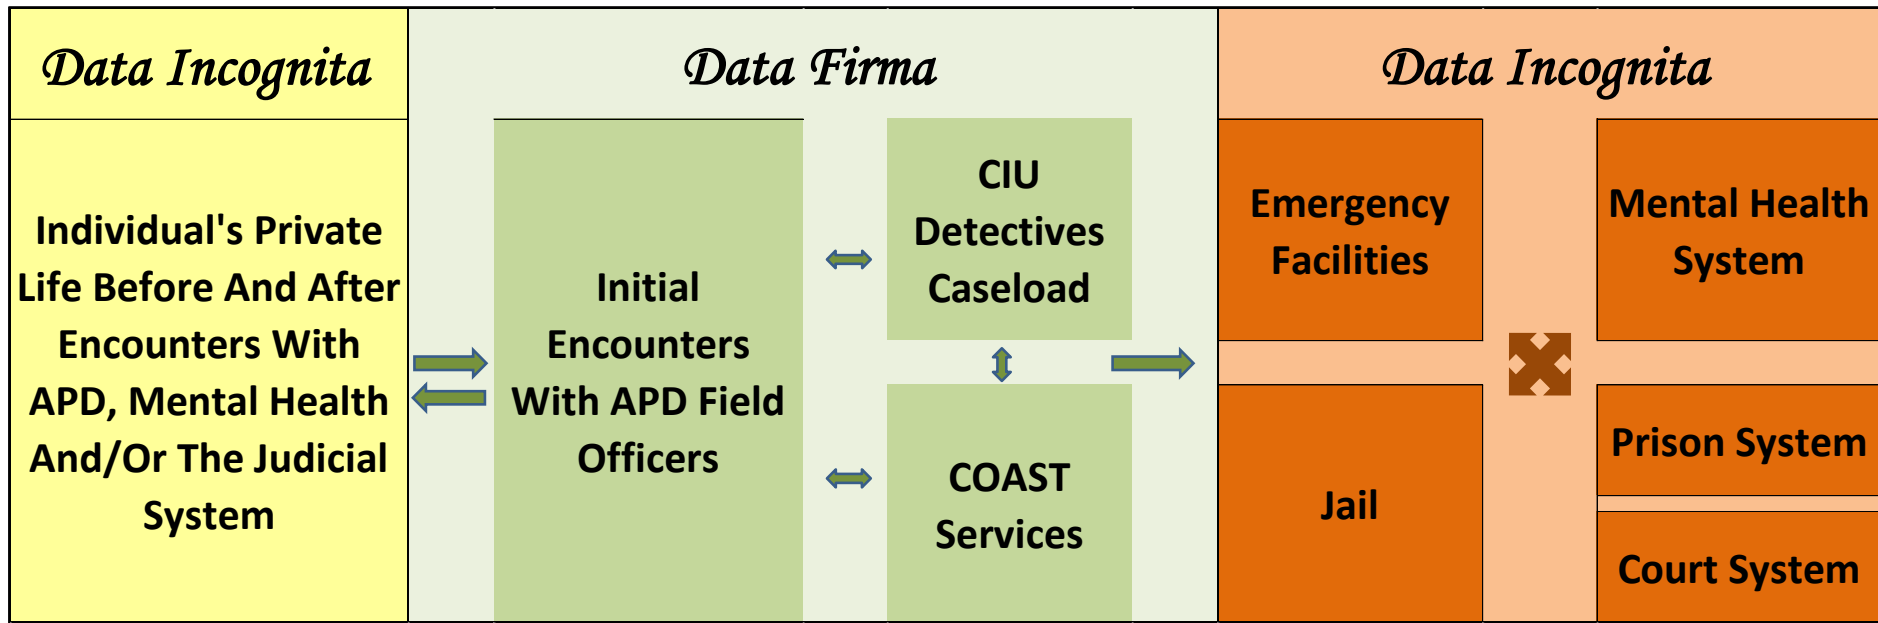 Data Incognita
Data Firma
Data Incognita
Individual's Private
Life Before And After
Encounters With
APD, Mental Health
And/Or The Judicial
System
Initial
Encounters
With APD Field
Officers
CIU
Detectives
Caseload
COAST
Services
Emergency
Facilities
Jail
Mental Health
System
Prison System
Court System